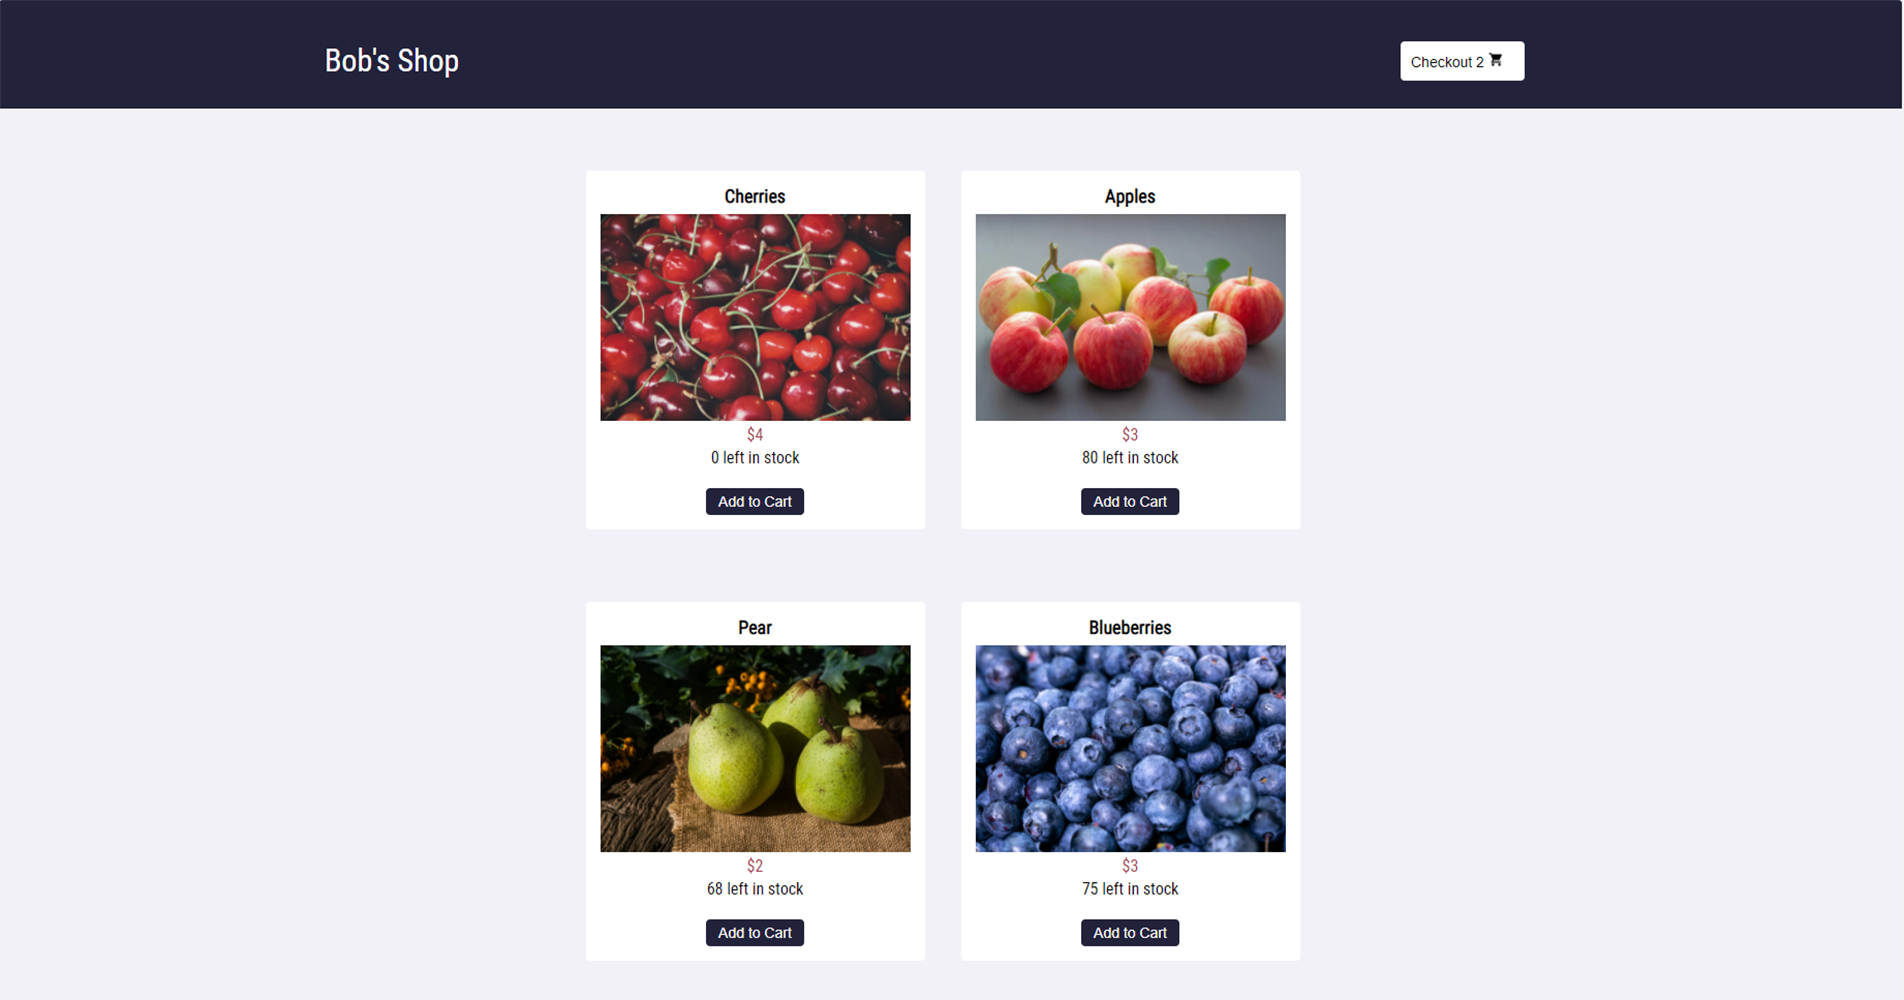 Bob's Shop
Checkout 2
Cherries
$4
0 left in stock
Add to Cart
Apples
$3
80 left in stock
Add to Cart
Pear
$2
68 left in stock
Add to Cart
Blueberries
$3
75 left in stock
Add to Cart